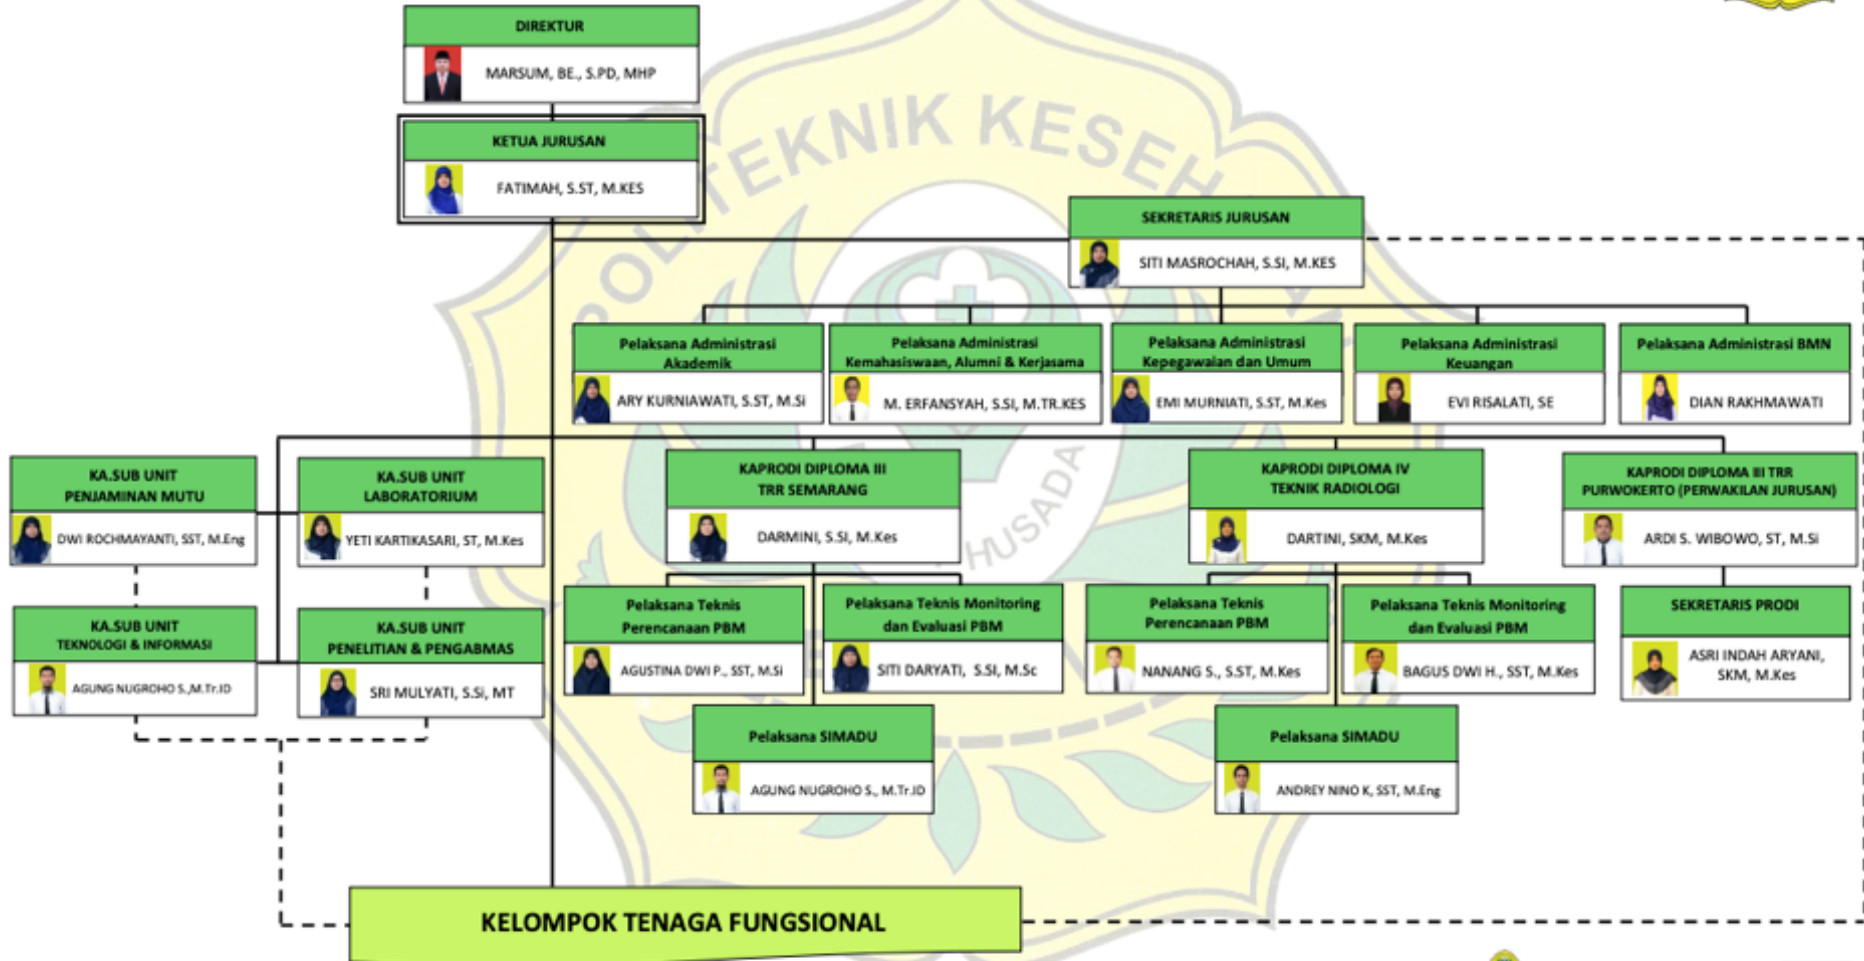 DIREKTUR
MARSUM, BE., S.PD, MHP
KETUA JURUSAN
FATIMAH, S.ST, M.KES
SEKRETARIS JURUSAN
SITI MASROCHAH, S.SI, M.KES
Pelaksana Administrasi
Akademik
ARY KURNIAWATI, S.ST, M.Si
Pelaksana Administrasi
Kemahasiswaan, Alumni & Kerjasama
M. ERFANSYAH, S.SI, M.TR.KES
Pelaksana Administrasi
Kepegawaian dan Umum
EMI MURNIATI, S.ST, M.Kes
Pelaksana Administrasi
Keuangan
EVI RISALATI, SE
Pelaksana Administrasi BMN
DIAN RAKHMAWATI
KA.SUB UNIT
PENJAMINAN MUTU
DWI ROCHMAYANTI, SST, M.Eng
KA.SUB UNIT
LABORATORIUM
YETI KARTIKASARI, ST, M.Kes
KAPRODI DIPLOMA III
TRR SEMARANG
DARMINI, S.SI, M.Kes
KAPRODI DIPLOMA IV
TEKNIK RADIOLOGI
DARTINI, SKM, M.Kes
KAPRODI DIPLOMA III TRR
PURWOKERTO (PERWAKILAN JURUSAN)
ARDI S. WIBOWO, ST, M.Si
KA.SUB UNIT
TEKNOLOGI & INFORMASI
AGUNG NUGROHO S.,M.Tr.ID
KA.SUB UNIT
PENELITIAN & PENGABMAS
SRI MULYATI, S.Si, MT
Pelaksana Teknis
Perencanaan PBM
AGUSTINA DWI P., SST, M.Si
Pelaksana Teknis Monitoring
dan Evaluasi PBM
SITI DARYATI, S.SI, M.Sc
Pelaksana Teknis
Perencanaan PBM
NANANG S., S.ST, M.Kes
Pelaksana Teknis Monitoring
dan Evaluasi PBM
BAGUS DWI H., SST, M.Kes
SEKRETARIS PRODI
ASRI INDAH ARYANI,
SKM, M.Kes
Pelaksana SIMADU
AGUNG NUGROHO S., M.Tr.ID
Pelaksana SIMADU
ANDREY NINO K, SST, M.Eng
KELOMPOK TENAGA FUNGSIONAL
POLITEKNIK KESEH
HUSADA